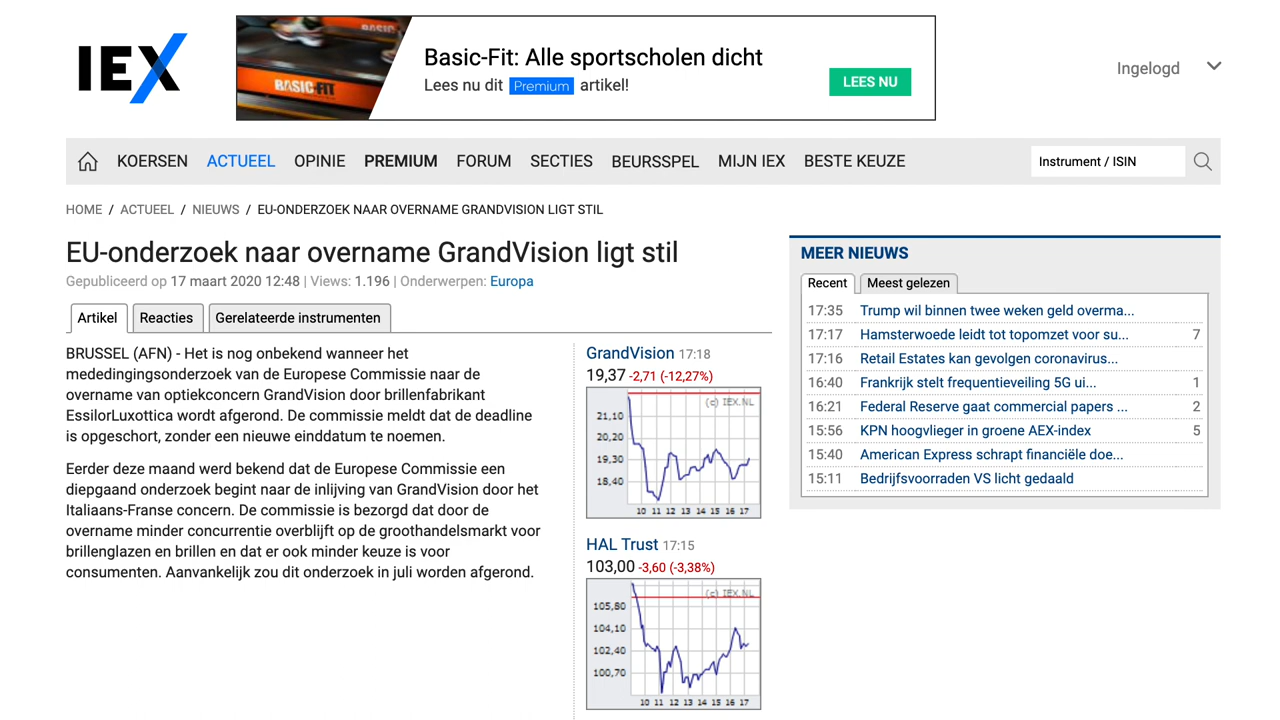 IEX
BASIC-FIT
Basic-Fit: Alle sportscholen dicht
Lees nu dit Premium artikel!
LEES NU
Ingelogd
KOERSEN ACTUEEL OPINIE PREMIUM FORUM SECTIES BEURSSPEL MIJN IEX BESTE KEUZE
Instrument / ISIN
HOME / ACTUEEL / NIEUWS / EU-ONDERZOEK NAAR OVERNAME GRANDVISION LIGT STIL
EU-onderzoek naar overname GrandVision ligt stil
Gepubliceerd op 17 maart 2020 12:48 | Views: 1.196 | Onderwerpen: Europa
Artikel Reacties Gerelateerde instrumenten
BRUSSEL (AFN) - Het is nog onbekend wanneer het
mededingingsonderzoek van de Europese Commissie naar de
overname van optiekconcern GrandVision door brillenfabrikant
EssilorLuxottica wordt afgerond. De commissie meldt dat de deadline
is opgeschort, zonder een nieuwe einddatum te noemen.
Eerder deze maand werd bekend dat de Europese Commissie een
diepgaand onderzoek begint naar de inlijving van GrandVision door het
Italiaans-Franse concern. De commissie is bezorgd dat door de
overname minder concurrentie overblijft op de groothandelsmarkt voor
brillenglazen en brillen en dat er ook minder keuze is voor
consumenten. Aanvankelijk zou dit onderzoek in juli worden afgerond.
GrandVision 17:18
19,37 -2,71 (-12,27%)
(c) IEX.NL
21,10
20,20
19,30
18,40
10 11 12 13 14 15 16 17
HAL Trust 17:15
103,00 -3,60 (-3,38%)
(c) IEX.NL
105,80
104,10
102,40
100,70
10 11 12 13 14 15 16 17
MEER NIEUWS
Recent Meest gelezen
17:35 Trump wil binnen twee weken geld overma...
17:17 Hamsterwoede leidt tot topomzet voor su... 7
17:16 Retail Estates kan gevolgen coronavirus...
16:40 Frankrijk stelt frequentieveiling 5G ui... 1
16:21 Federal Reserve gaat commercial papers ... 2
15:56 KPN hoogvlieger in groene AEX-index 5
15:40 American Express schrapt financiële doe...
15:11 Bedrijfsvoorraden VS licht gedaald